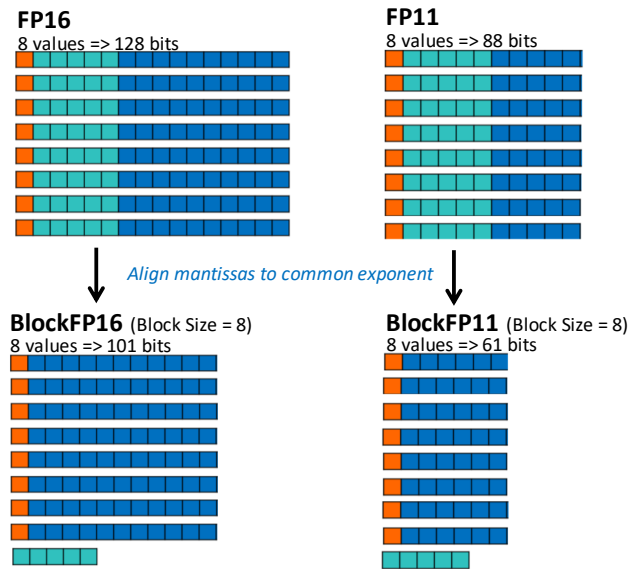 FP16
8 values => 128 bits
FP11
8 values => 88 bits
Align mantissas to common exponent
BlockFP16 (Block Size = 8)
8 values => 101 bits
BlockFP11 (Block Size = 8)
8 values => 61 bits